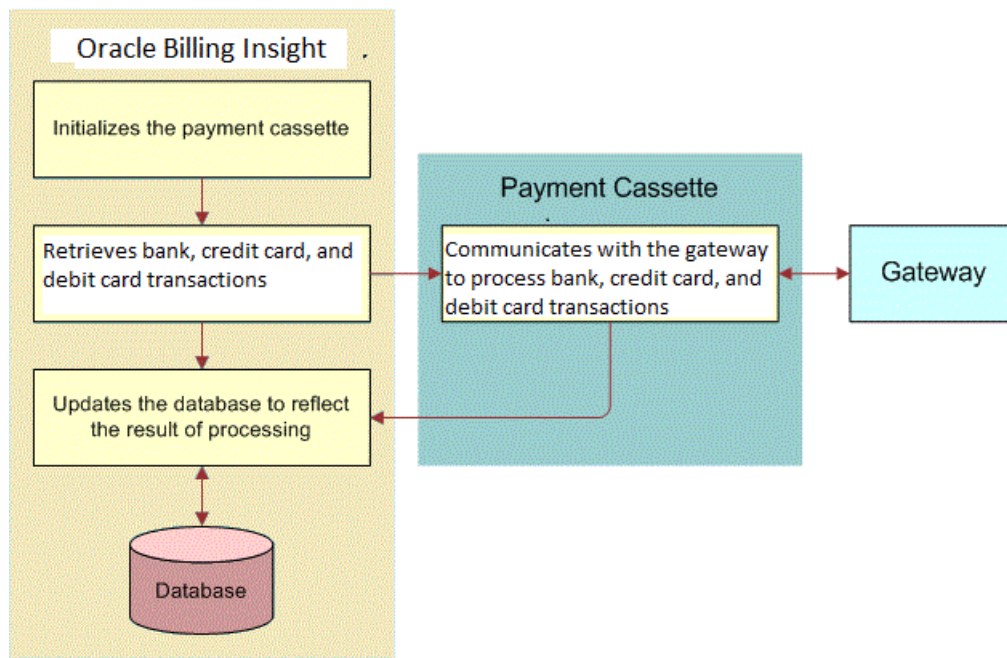 Oracle Billing Insight .
Initializes the payment cassette
Payment Cassette
.
Retrieves bank, credit card, and
debit card transactions
Communicates with the gateway
to process bank, credit card, and
debit card transactions
Gateway
Updates the database to reflect
the result of processing
Database